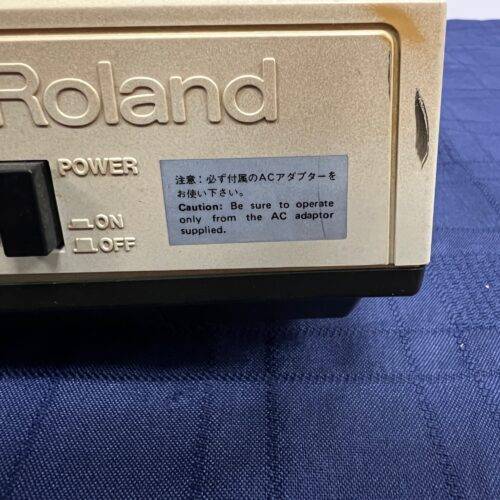 Roland
POWER
ON
OFF
注意：必ず付属のACアダプターを
お使い下さい。
Caution: Be sure to operate
only from the AC adaptor
supplied.